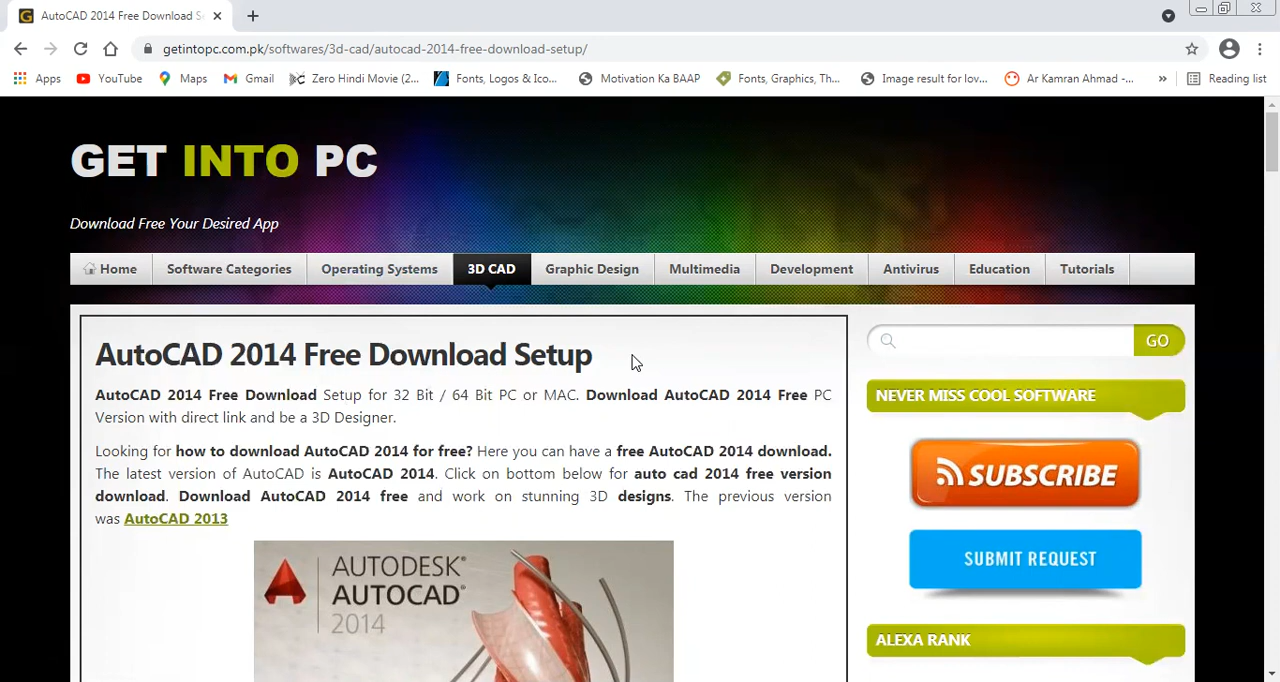 AutoCAD 2014 Free Download S
getintopc.com.pk/softwares/3d-cad/autocad-2014-free-download-setup/
Apps YouTube Maps Gmail Zero Hindi Movie (2... Fonts, Logos & Ico... Motivation Ka BAAP Fonts, Graphics, Th... Image result for lov... Ar Kamran Ahmad -... » Reading list
GET INTO PC
Download Free Your Desired App
Home Software Categories Operating Systems 3D CAD Graphic Design Multimedia Development Antivirus Education Tutorials
AutoCAD 2014 Free Download Setup
AutoCAD 2014 Free Download Setup for 32 Bit / 64 Bit PC or MAC. Download AutoCAD 2014 Free PC
Version with direct link and be a 3D Designer.
Looking for how to download AutoCAD 2014 for free? Here you can have a free AutoCAD 2014 download.
The latest version of AutoCAD is AutoCAD 2014. Click on bottom below for auto cad 2014 free version
download. Download AutoCAD 2014 free and work on stunning 3D designs. The previous version
was AutoCAD 2013
AUTODESK®
AUTOCAD®
2014
GO
NEVER MISS COOL SOFTWARE
SUBSCRIBE
SUBMIT REQUEST
ALEXA RANK